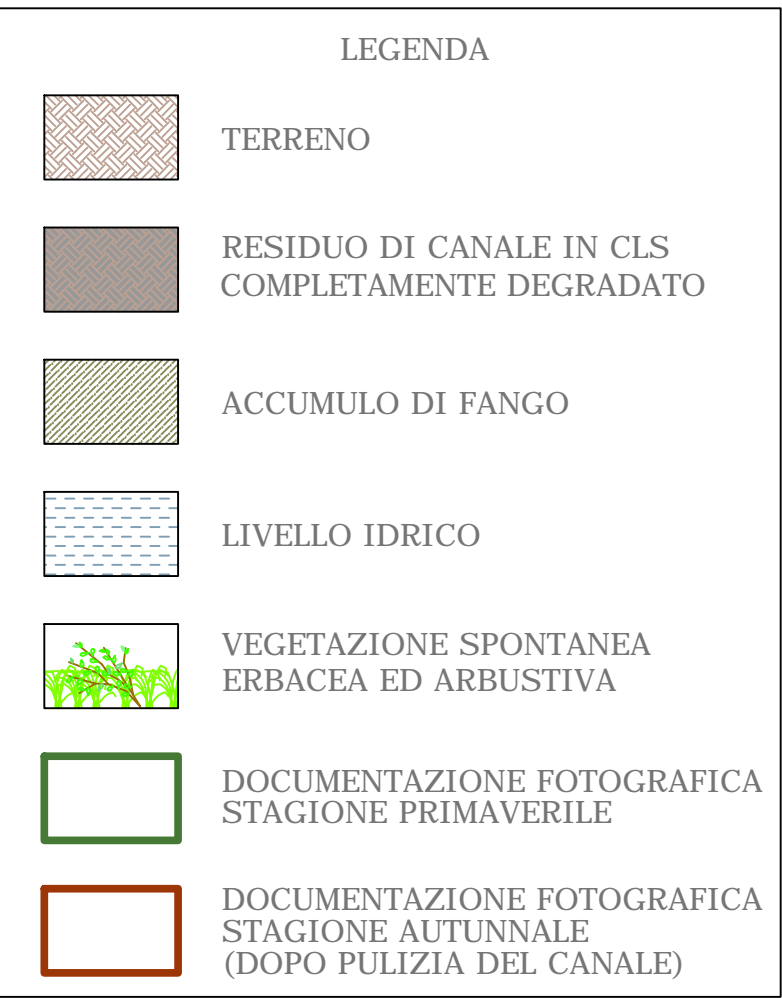 LEGENDA
TERRENO
RESIDUO DI CANALE IN CLS
COMPLETAMENTE DEGRADATO
ACCUMULO DI FANGO
LIVELLO IDRICO
VEGETAZIONE SPONTANEA
ERBACEA ED ARBUSTIVA
DOCUMENTAZIONE FOTOGRAFICA
STAGIONE PRIMAVERILE
DOCUMENTAZIONE FOTOGRAFICA
STAGIONE AUTUNNALE
(DOPO PULIZIA DEL CANALE)